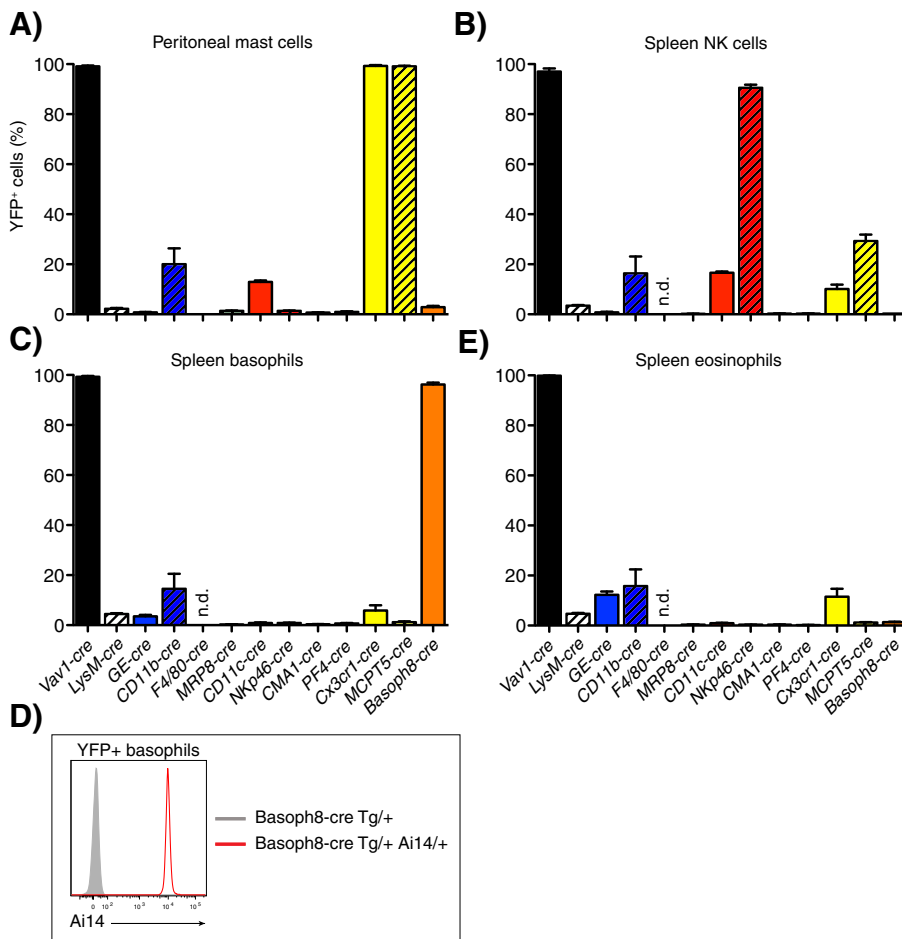 A)
Peritoneal mast cells
YFP+ cells (%)
100
80
60
40
20
0
B)
Spleen NK cells
100
80
60
40
20
0
n.d.
C)
Spleen basophils
100
80
60
40
20
0
n.d.
Vav1-cre
LysM-cre
GE-cre
CD11b-cre
F4/80-cre
MRP8-cre
CD11c-cre
NKp46-cre
CMA1-cre
PF4-cre
Cx3cr1-cre
MCPT5-cre
Basoph8-cre
E)
Spleen eosinophils
100
80
60
40
20
0
n.d.
Vav1-cre
LysM-cre
GE-cre
CD11b-cre
F4/80-cre
MRP8-cre
CD11c-cre
NKp46-cre
CMA1-cre
PF4-cre
Cx3cr1-cre
MCPT5-cre
Basoph8-cre
D)
YFP+ basophils
0 10² 10³ 10⁴ 10⁵
Ai14
Basoph8-cre Tg/+
Basoph8-cre Tg/+ Ai14/+